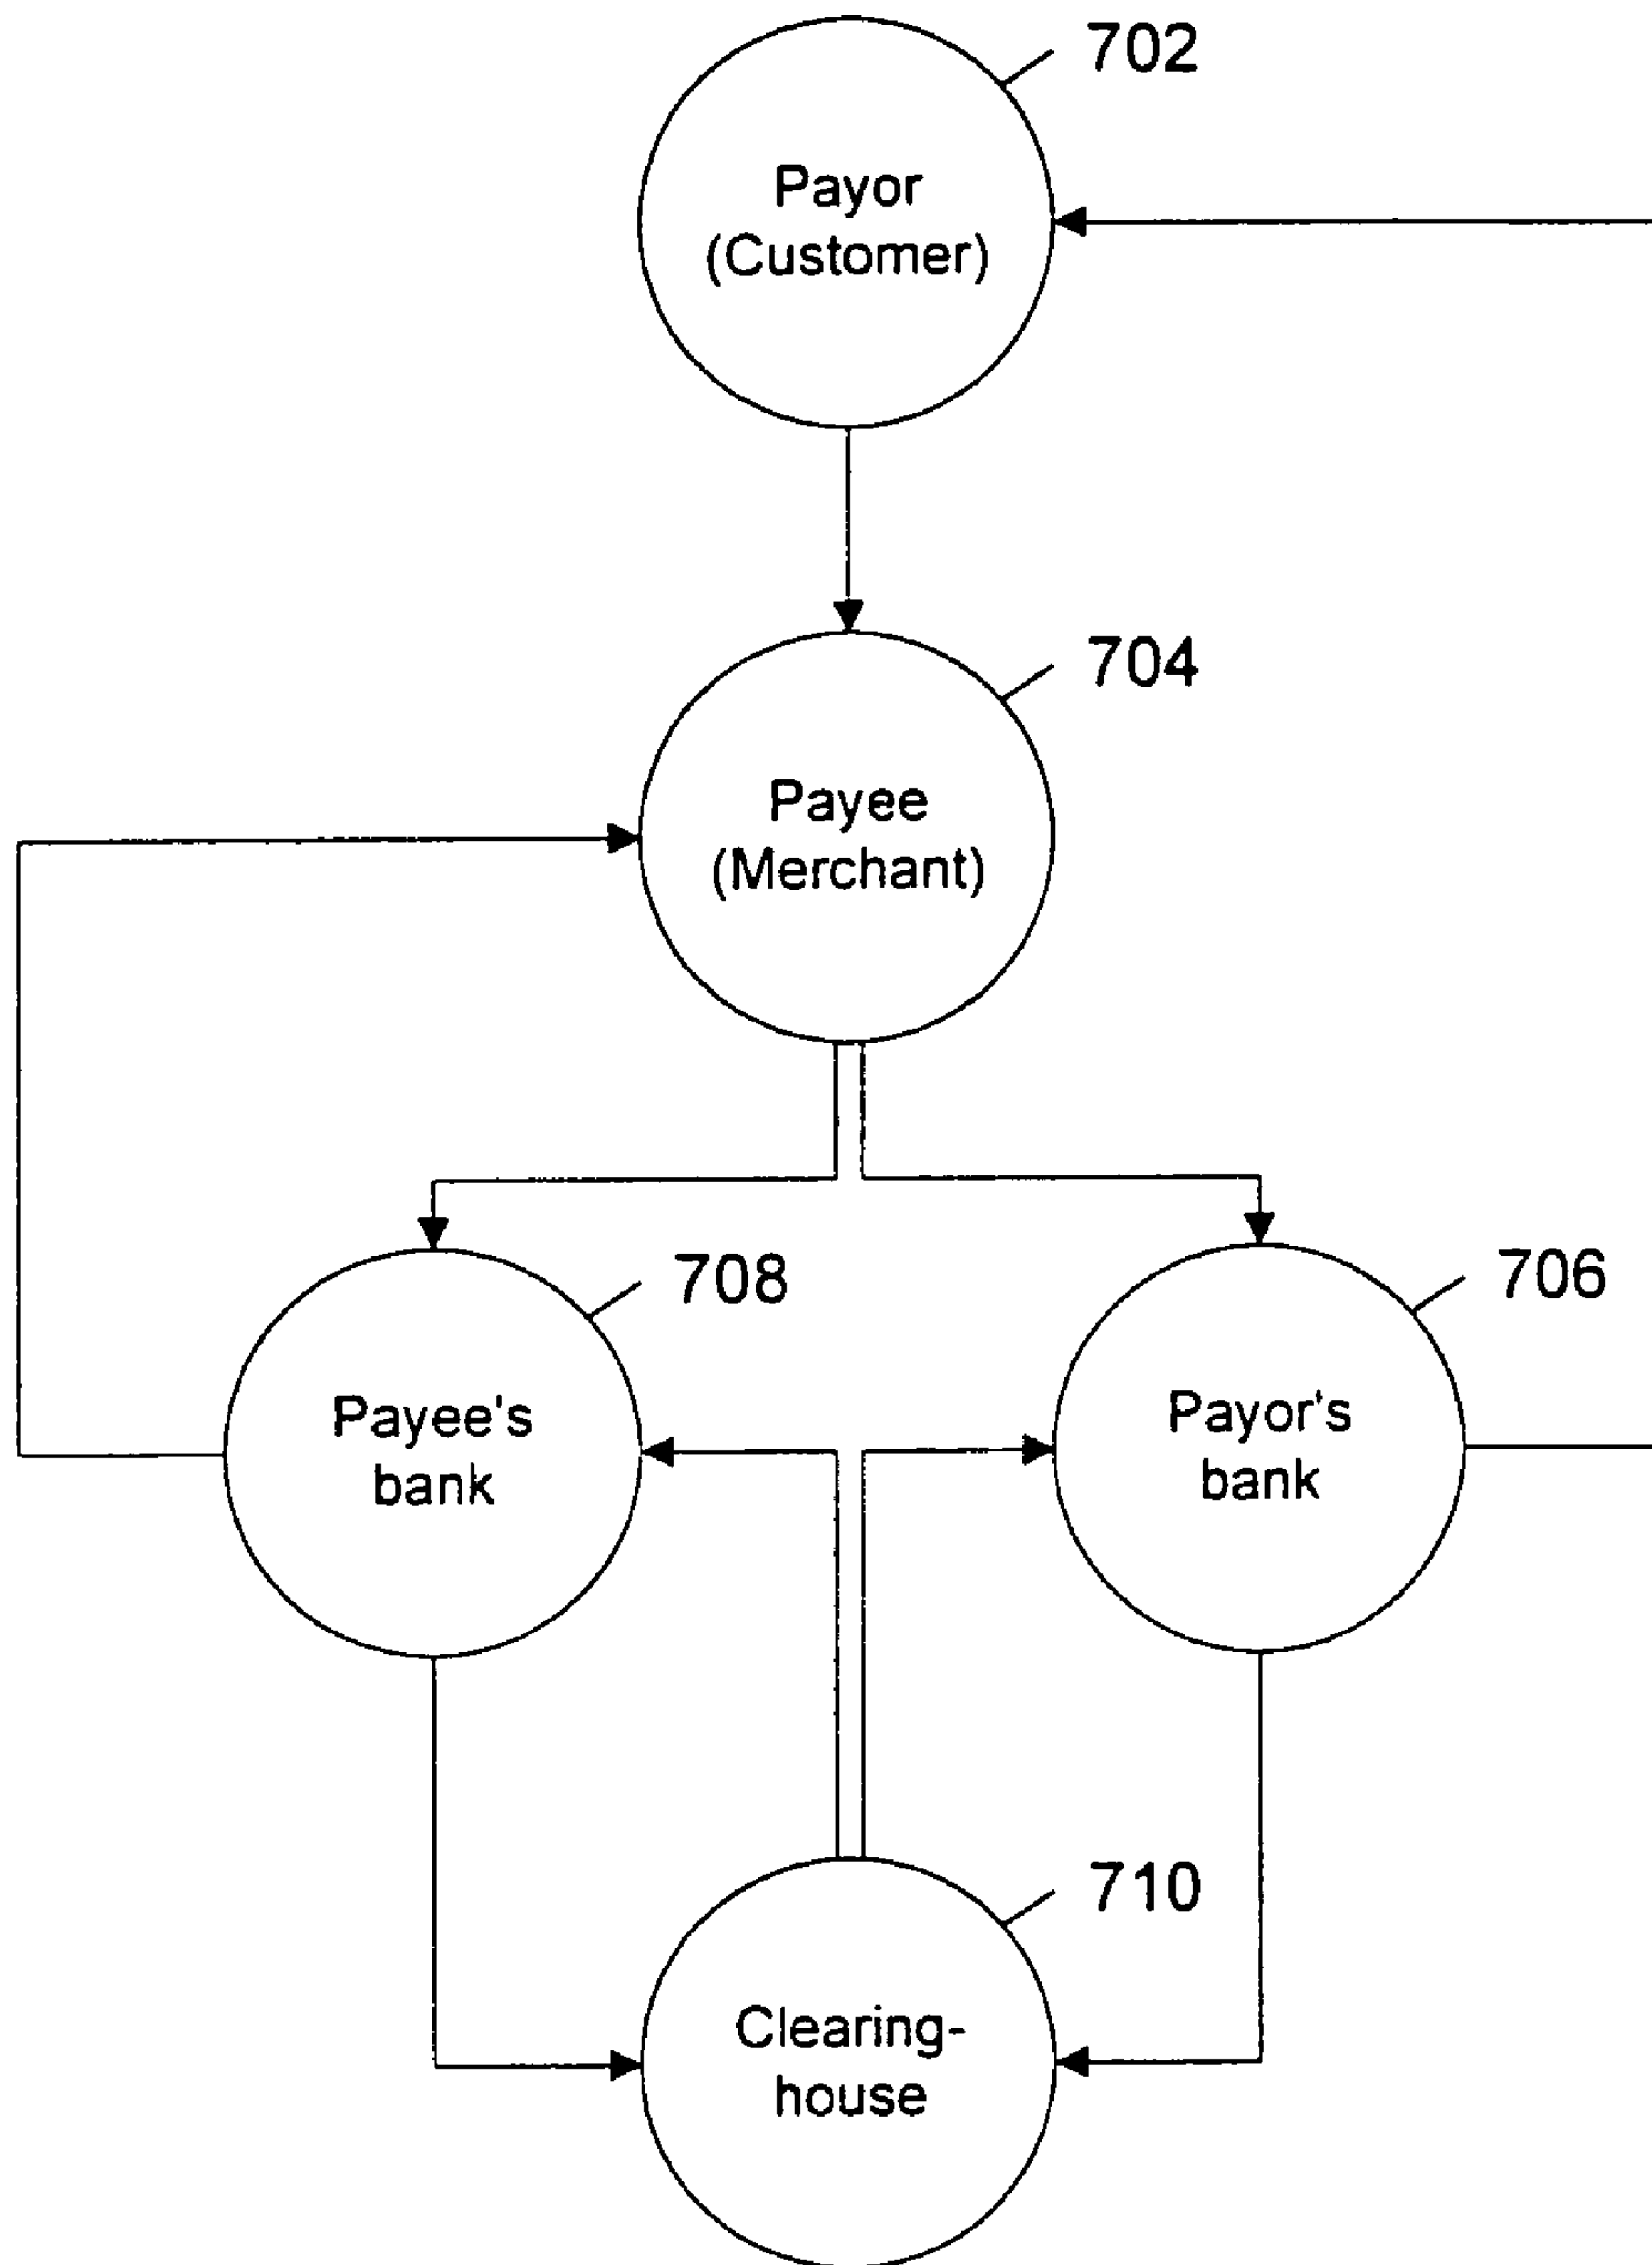 702
Payor
(Customer)
704
Payee
(Merchant)
708
706
Payee's
bank
Payor's
bank
710
Clearing-
house